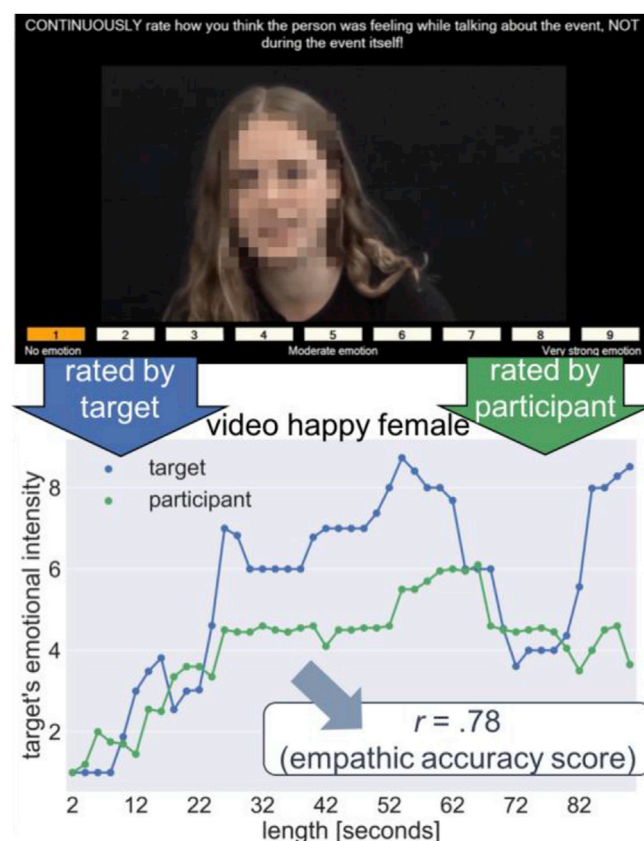 CONTINUOUSLY rate how you think the person was feeling while talking about the event, NOT
during the event itself!
1 2 3 4 5 6 7 8 9
No emotion Moderate emotion Very strong emotion
rated by
target
rated by
participant
video happy female
target
participant
target's emotional intensity
8
6
4
2
r = .78
(empathic accuracy score)
2 12 22 32 42 52 62 72 82
length [seconds]